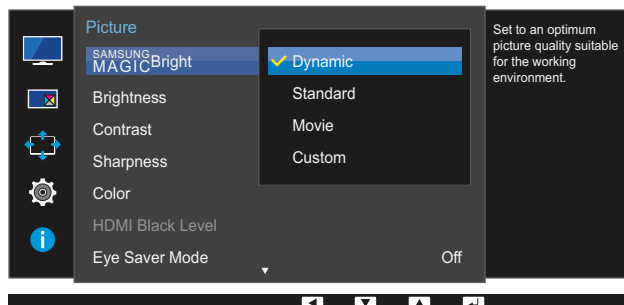 Picture
SAMSUNG
MAGICBright
Dynamic
Brightness
Standard
Contrast
Movie
Sharpness
Custom
Color
HDMI Black Level
Eye Saver Mode Off
Set to an optimum
picture quality suitable
for the working
environment.